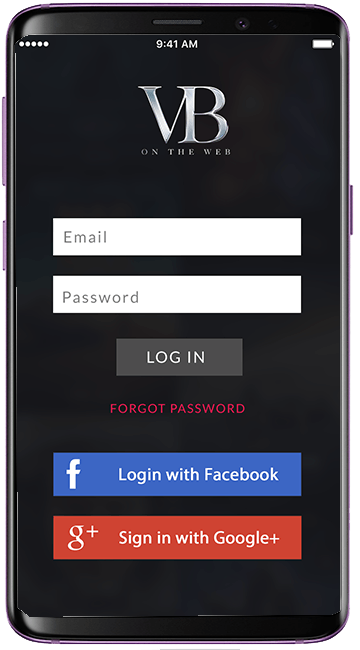 9:41 AM
VB
ON THE WEB
Email
Password
LOG IN
FORGOT PASSWORD
f Login with Facebook
g+ Sign in with Google+